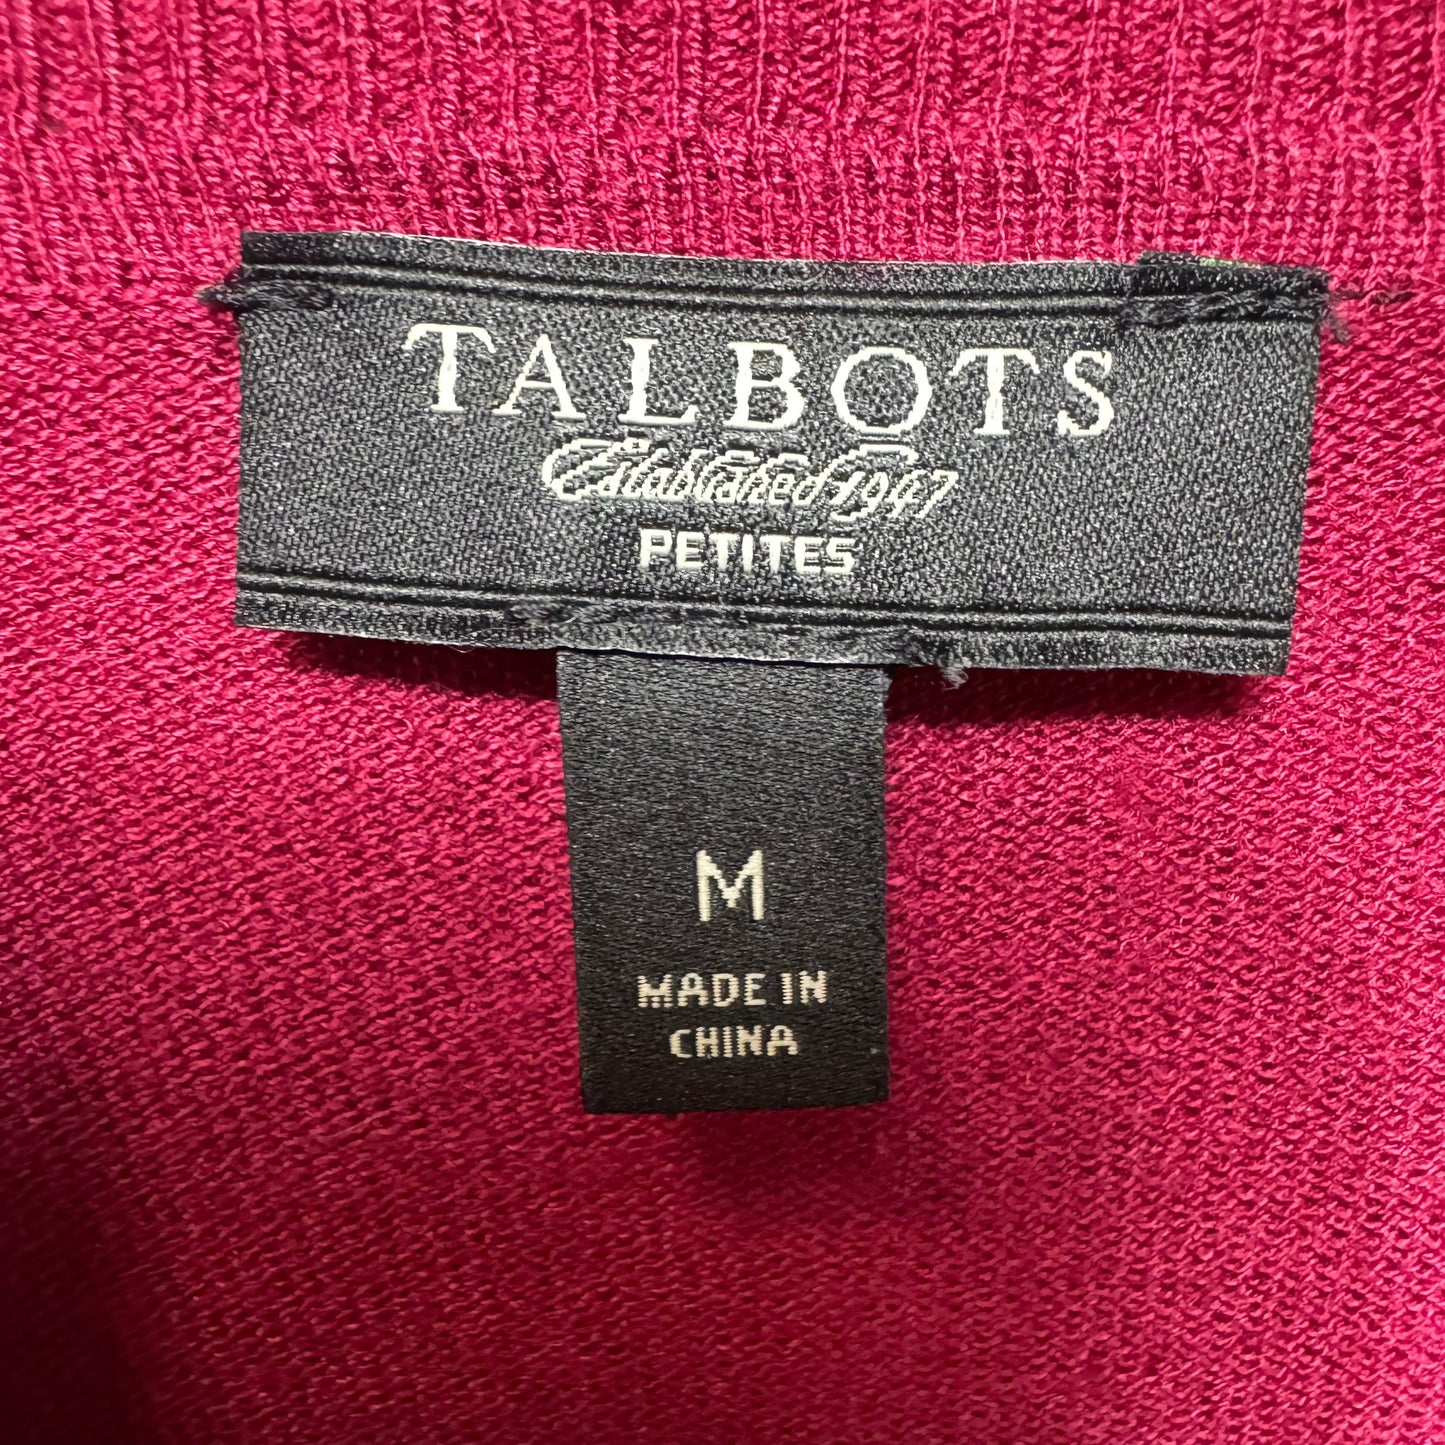 TALBOTS
Established 1947
PETITES
M
MADE IN
CHINA